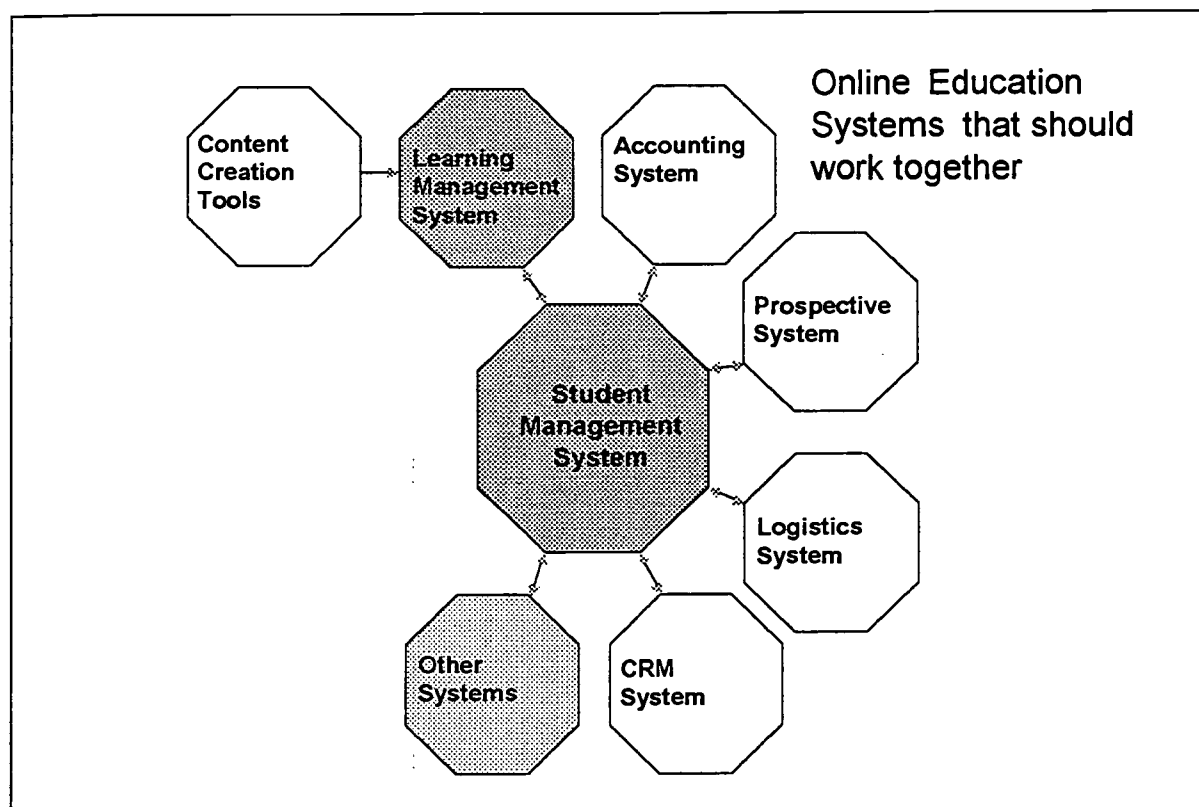 Online Education
Systems that should
work together
Content
Creation
Tools
Learning
Management
System
Accounting
System
Prospective
System
Student
Management
System
Logistics
System
Other
Systems
CRM
System